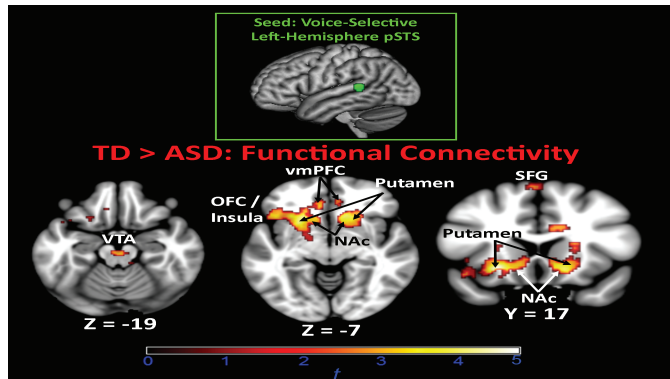 Seed: Voice-Selective
Left-Hemisphere pSTS
TD > ASD: Functional Connectivity
vmPFC
SFG
OFC /
Insula
Putamen
VTA
NAc
Putamen
NAc
Z = -19
Z = -7
Y = 17
0 1 2 3 4 5
t